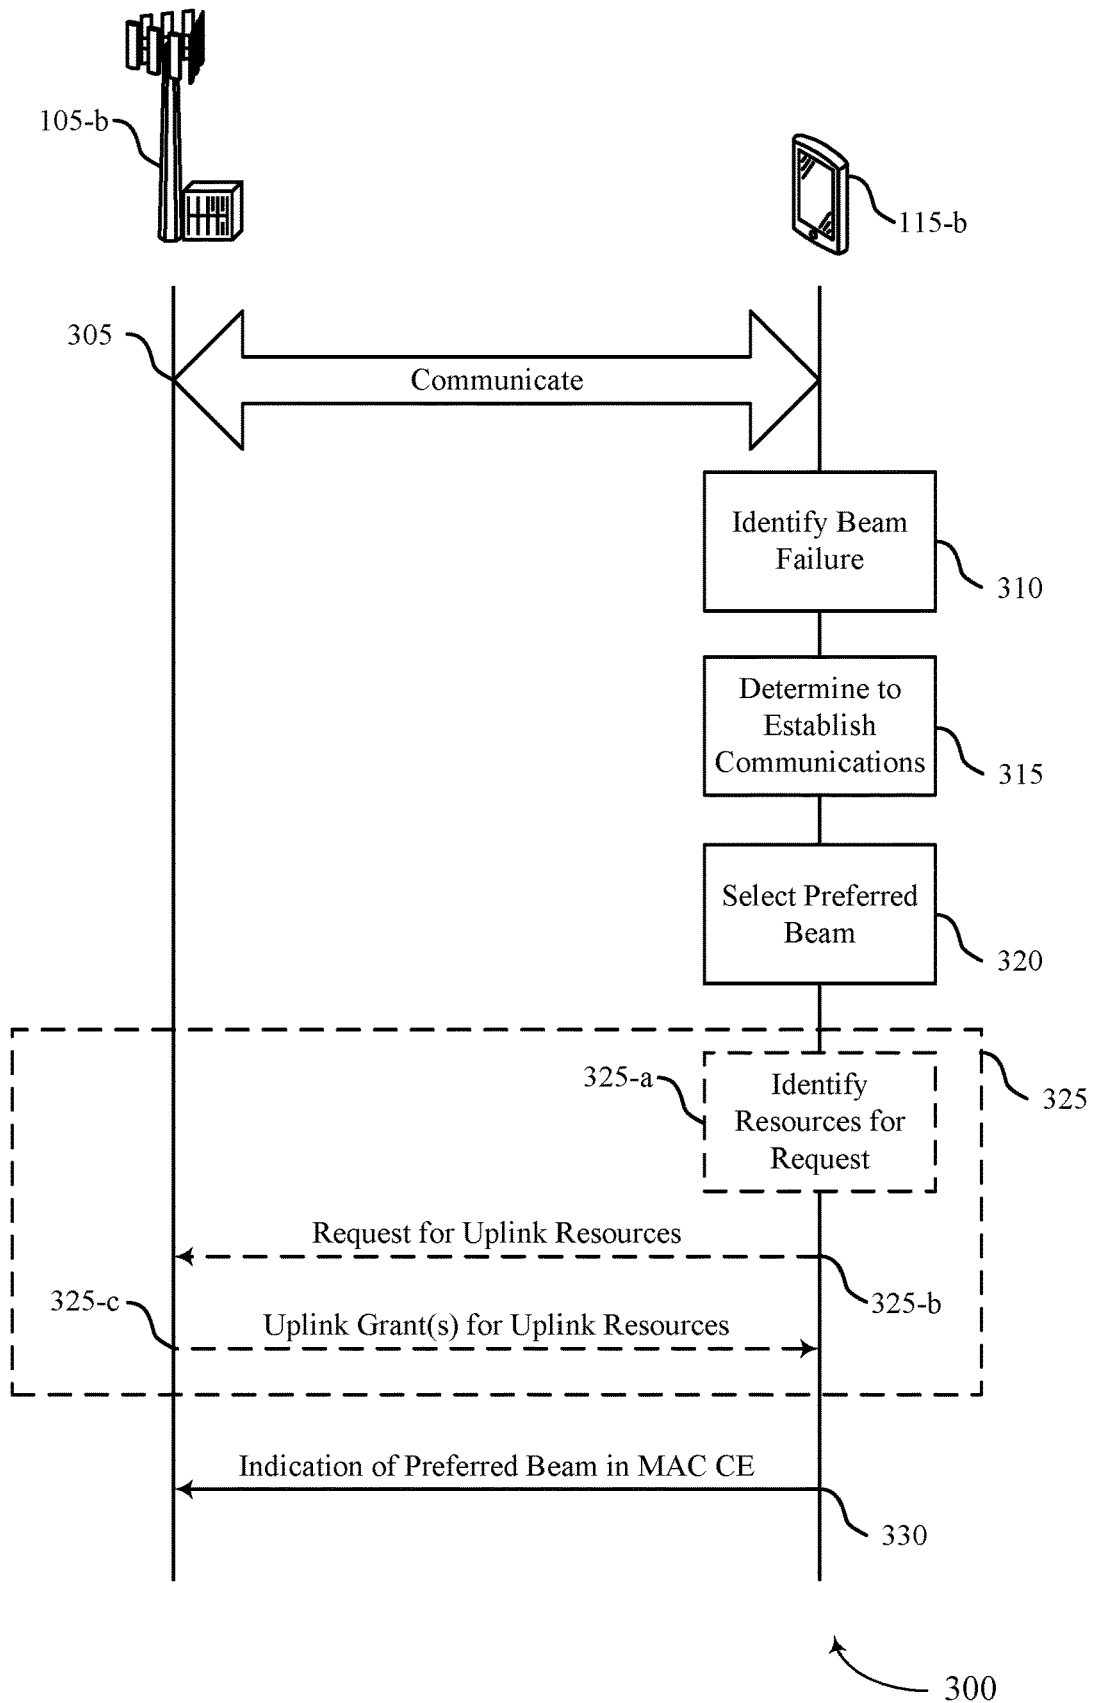 105-b
115-b
305
Communicate
Identify Beam
Failure
310
Determine to
Establish
Communications
315
Select Preferred
Beam
320
325-a
Identify
Resources for
Request
325
Request for Uplink Resources
325-c
325-b
Uplink Grant(s) for Uplink Resources
Indication of Preferred Beam in MAC CE
330
300